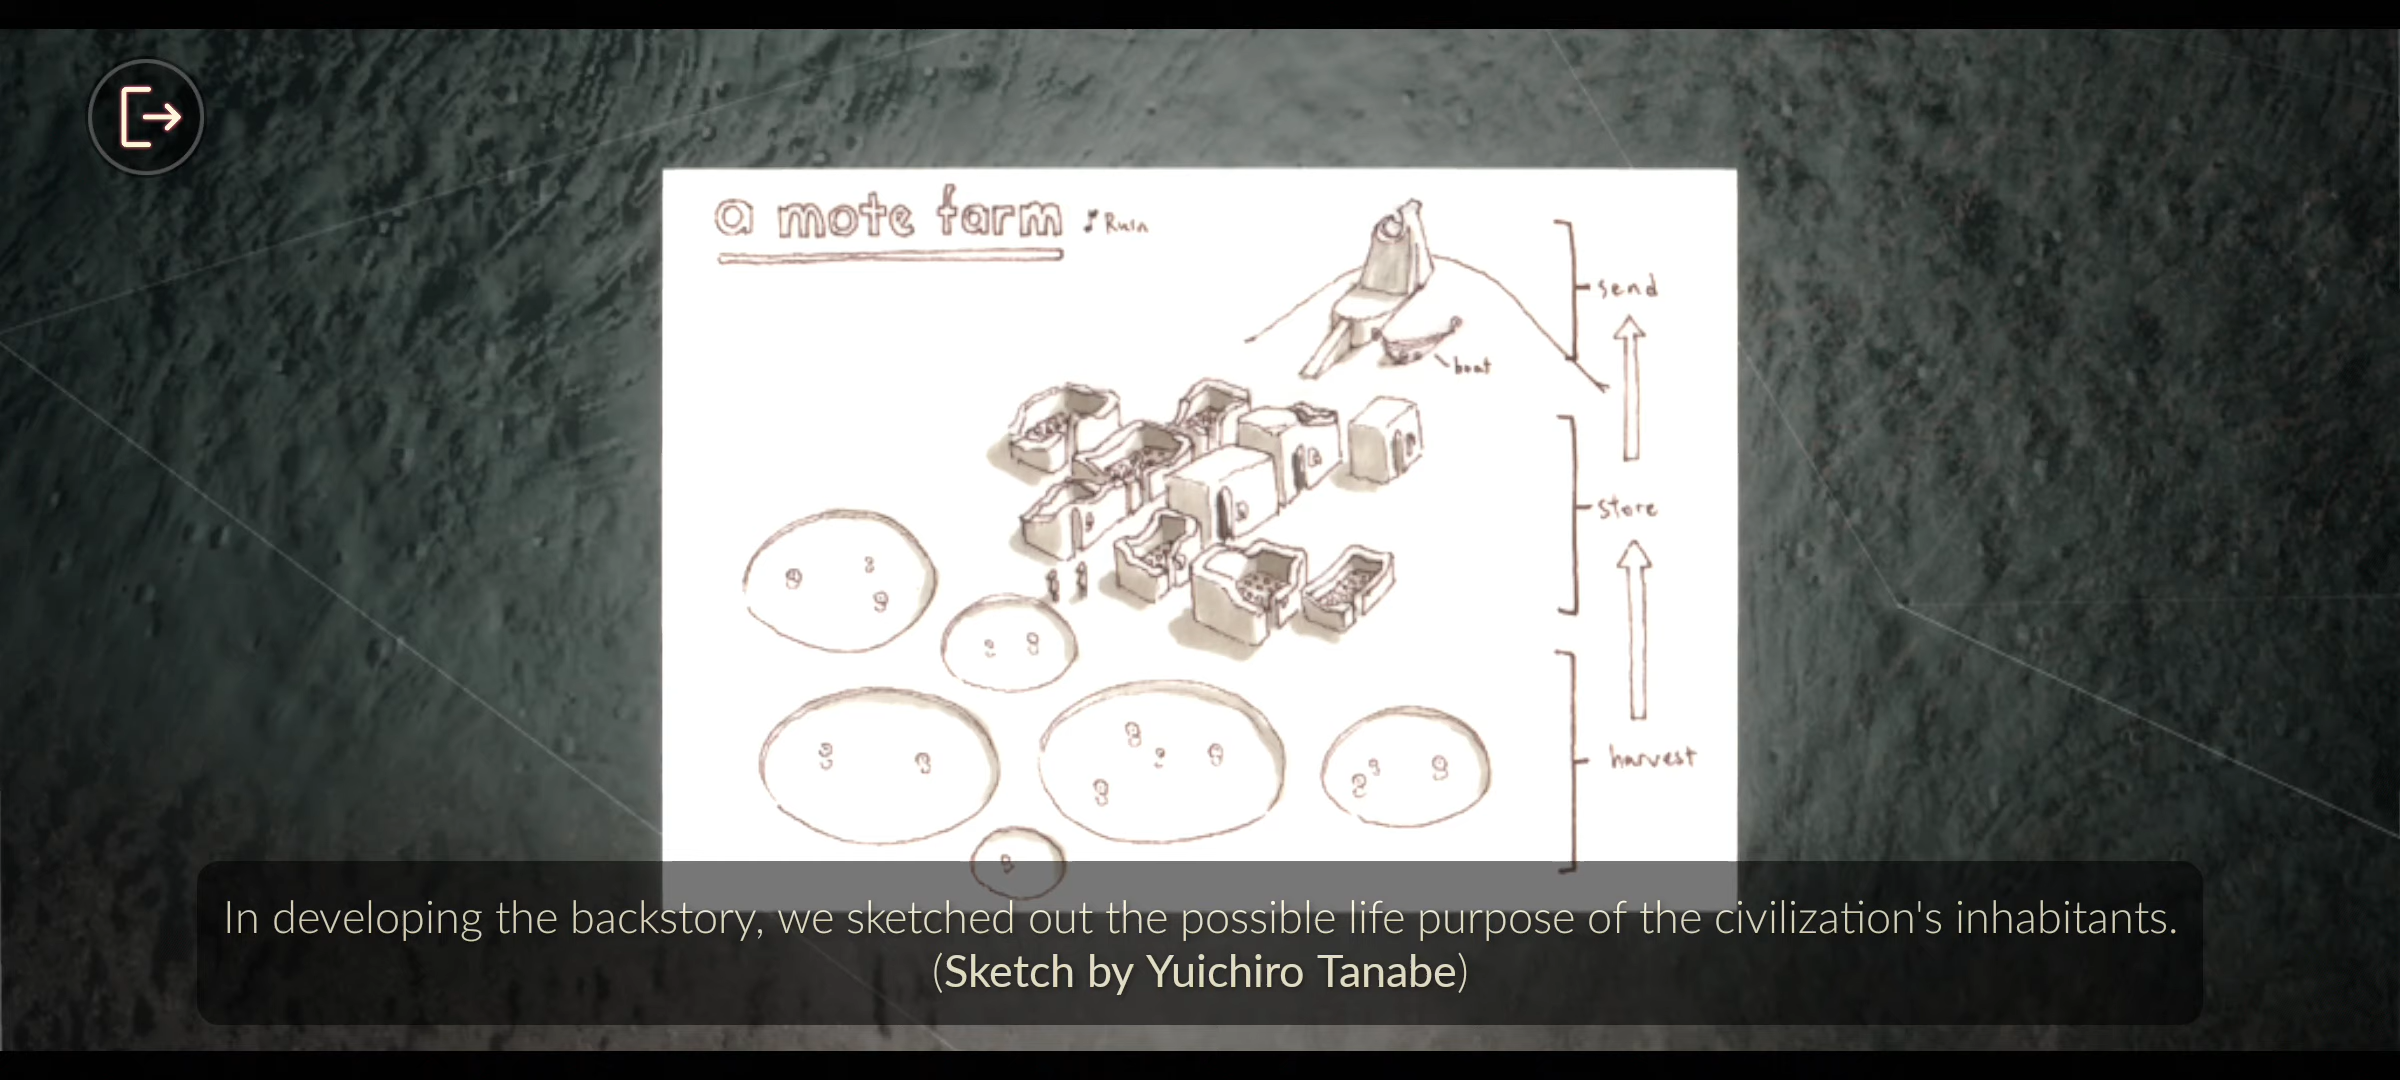 a mote farm ♪ Ruin
send
boat
store
harvest
In developing the backstory, we sketched out the possible life purpose of the civilization's inhabitants.
(Sketch by Yuichiro Tanabe)